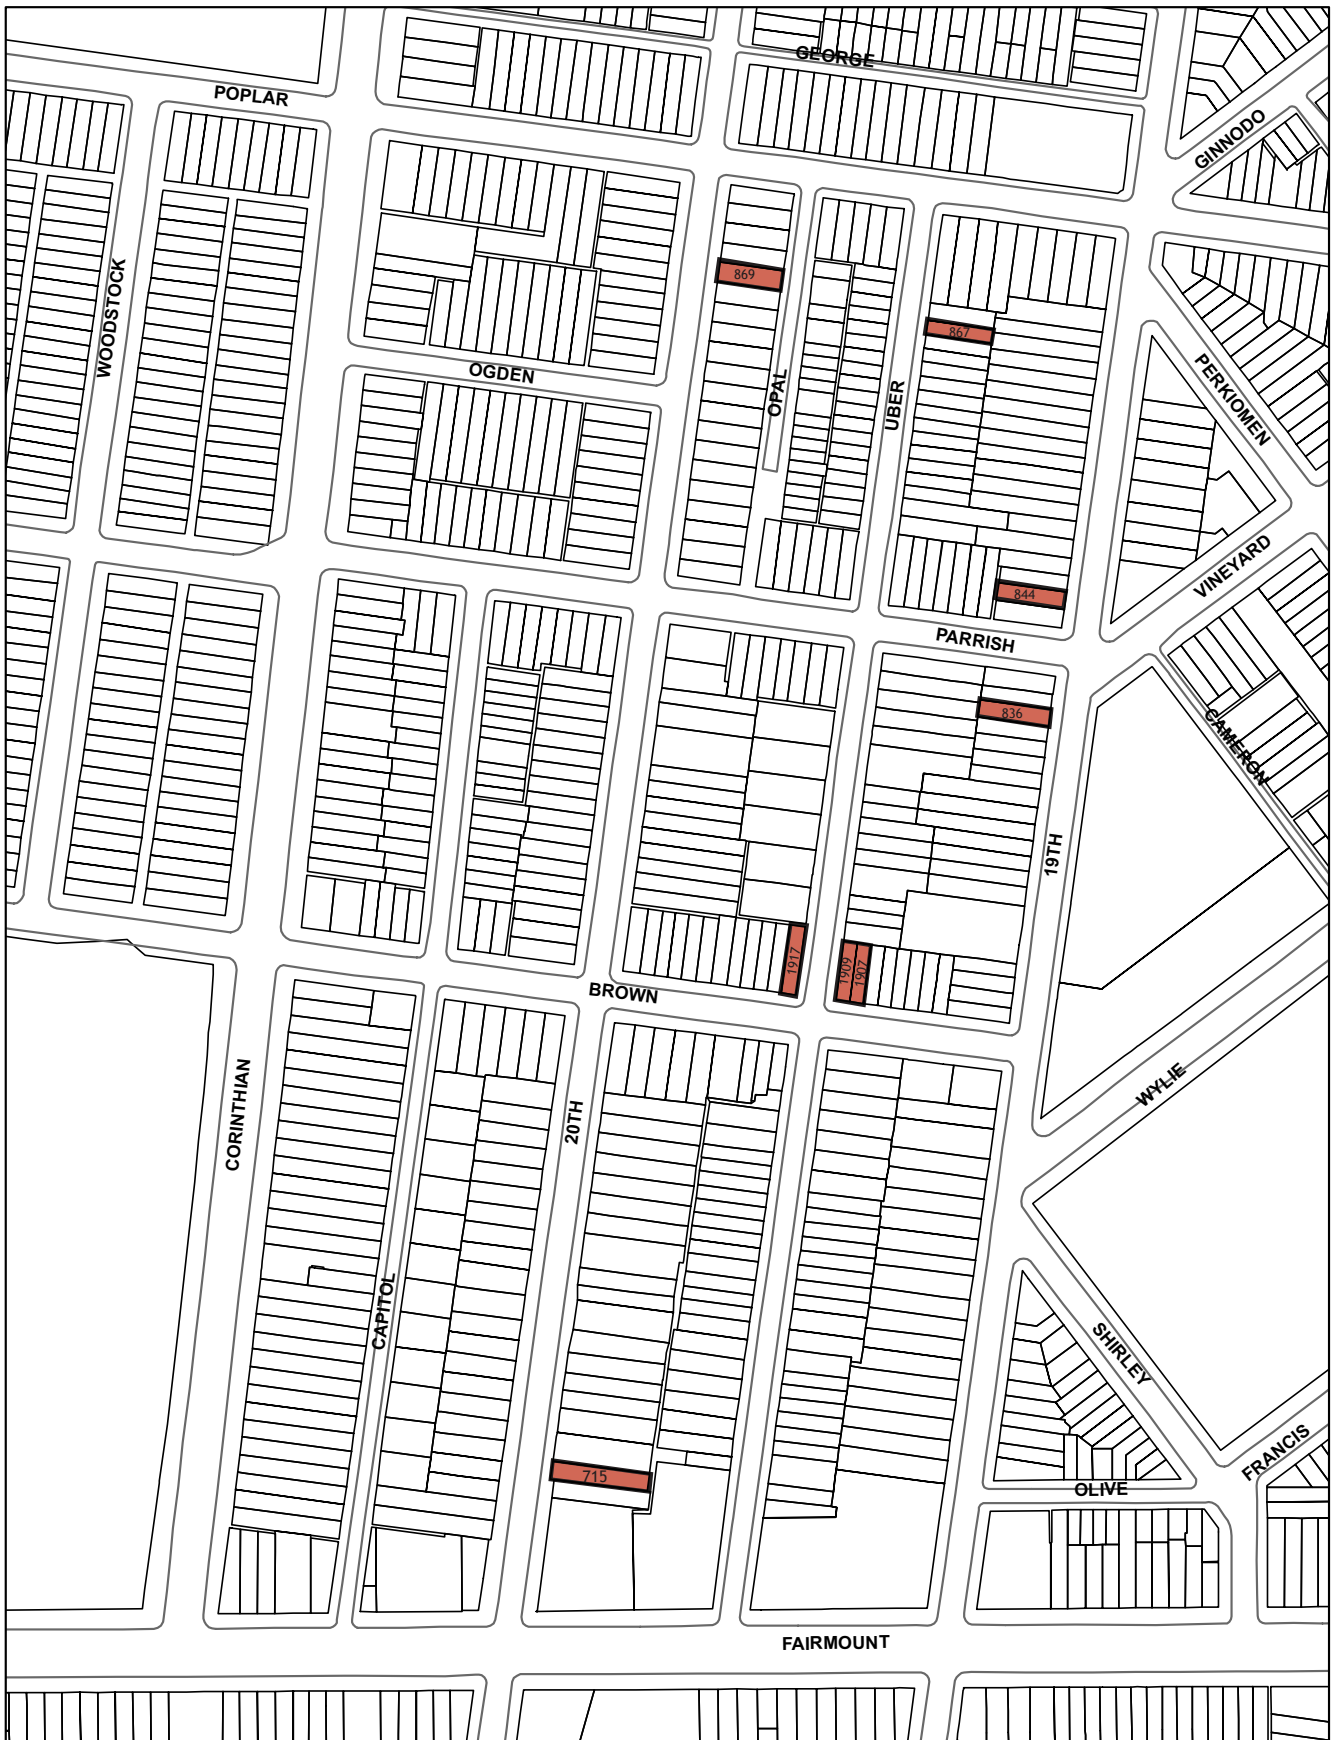 GEORGE
POPLAR
GINNODO
869
WOODSTOCK
867
OGDEN
OPAL
UBER
PERKIOMEN
VINEYARD
844
PARRISH
836
CAMERON
19TH
1917
1909
1907
BROWN
WYLIE
CORINTHIAN
20TH
CAPITOL
SHIRLEY
FRANCIS
715
OLIVE
FAIRMOUNT